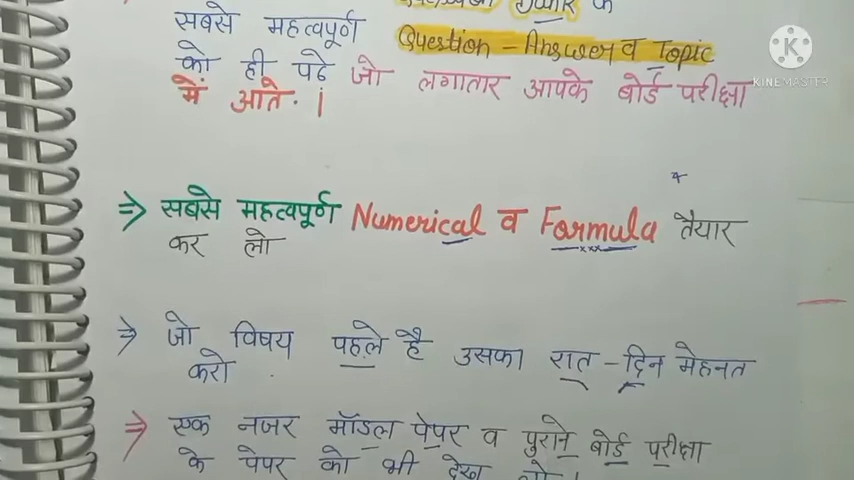 तैयार के
सबसे महत्वपूर्ण Question - Answer व Topic
को ही पढे जो लगातार आपके बोर्ड परीक्षा
में आते. ।
KINEMASTER
⇒ सबसे महत्वपूर्ण Numerical व Formula तैयार
कर लो
⇒ जो विषय पहले है उसका रात - दिन मेहनत
करो .
⇒ एक नजर मॉडल पेपर व पुराने बोर्ड परीक्षा
के पेपर को भी देख लो ।